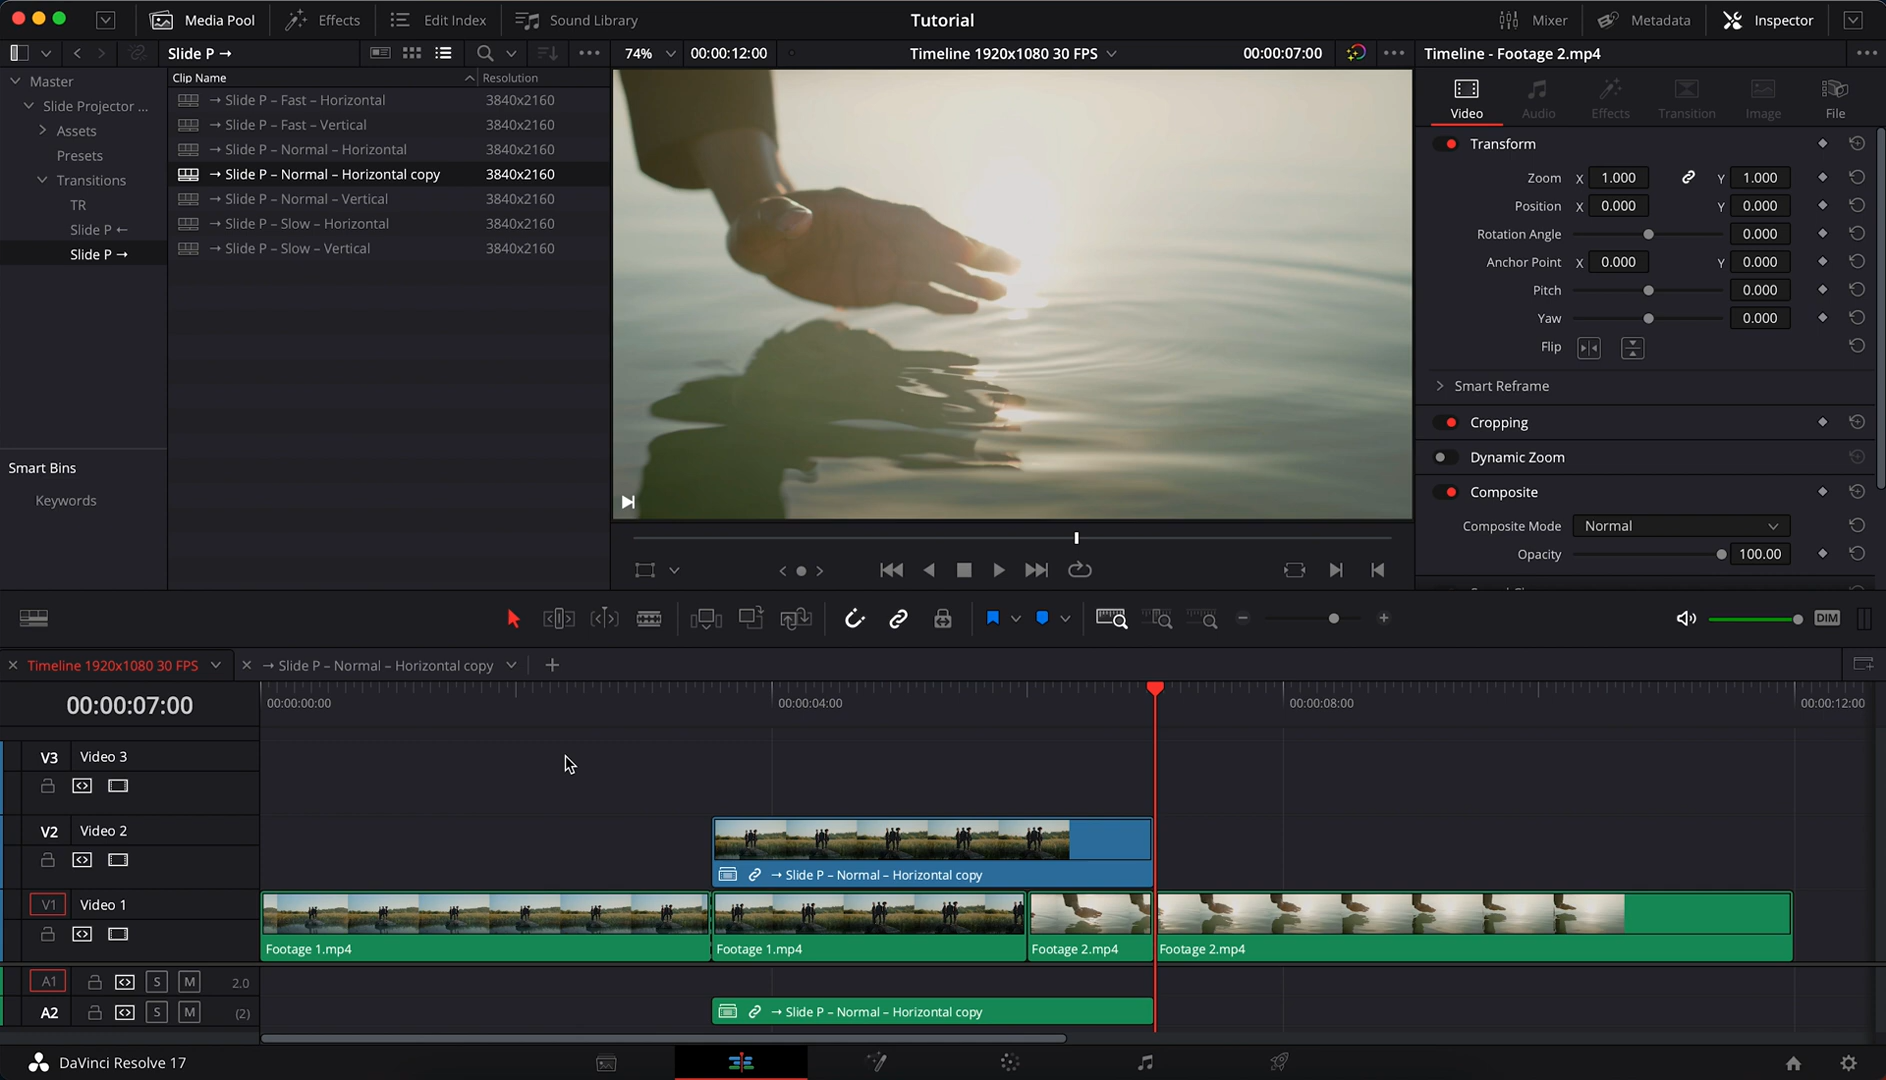 Media Pool
Effects
Edit Index
Sound Library
Tutorial
Mixer
Metadata
Inspector
Slide P →
74%
00:00:12:00
Timeline 1920x1080 30 FPS
00:00:07:00
Timeline - Footage 2.mp4
Clip Name
Resolution
Master
Slide Projector ...
Assets
Presets
Transitions
TR
Slide P ←
Slide P →
Smart Bins
Keywords
→ Slide P – Fast – Horizontal 3840x2160
→ Slide P – Fast – Vertical 3840x2160
→ Slide P – Normal – Horizontal 3840x2160
→ Slide P – Normal – Horizontal copy 3840x2160
→ Slide P – Normal – Vertical 3840x2160
→ Slide P – Slow – Horizontal 3840x2160
→ Slide P – Slow – Vertical 3840x2160
Video
Audio
Effects
Transition
Image
File
Transform
Zoom X 1.000 Y 1.000
Position X 0.000 Y 0.000
Rotation Angle 0.000
Anchor Point X 0.000 Y 0.000
Pitch 0.000
Yaw 0.000
Flip
Smart Reframe
Cropping
Dynamic Zoom
Composite
Composite Mode Normal
Opacity 100.00
DIM
Timeline 1920x1080 30 FPS
→ Slide P – Normal – Horizontal copy
00:00:07:00
00:00:00:00
00:00:04:00
00:00:08:00
00:00:12:00
V3 Video 3
V2 Video 2
→ Slide P – Normal – Horizontal copy
V1 Video 1
Footage 1.mp4
Footage 1.mp4
Footage 2.mp4
Footage 2.mp4
A1 S M 2.0
A2 S M (2)
→ Slide P – Normal – Horizontal copy
DaVinci Resolve 17